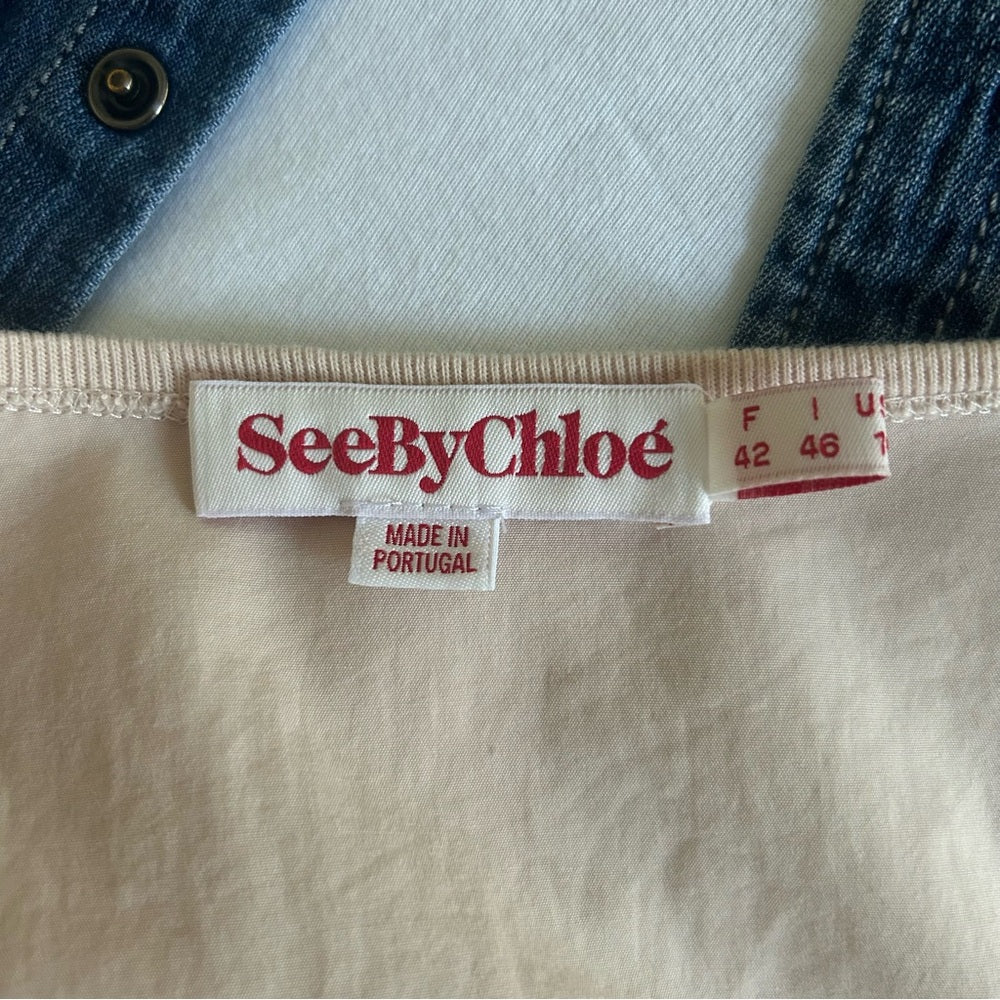 SeeByChloé
F I
42 46
MADE IN
PORTUGAL